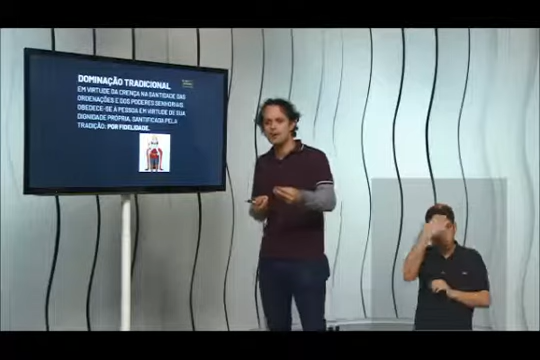 DOMINAÇÃO TRADICIONAL
EM VIRTUDE DA CRENÇA NA SANTIDADE DAS
ORDENAÇÕES E DOS PODERES SENHORIAIS.
OBEDECE-SE À PESSOA EM VIRTUDE DE SUA
DIGNIDADE PRÓPRIA, SANTIFICADA PELA
TRADIÇÃO: POR FIDELIDADE.